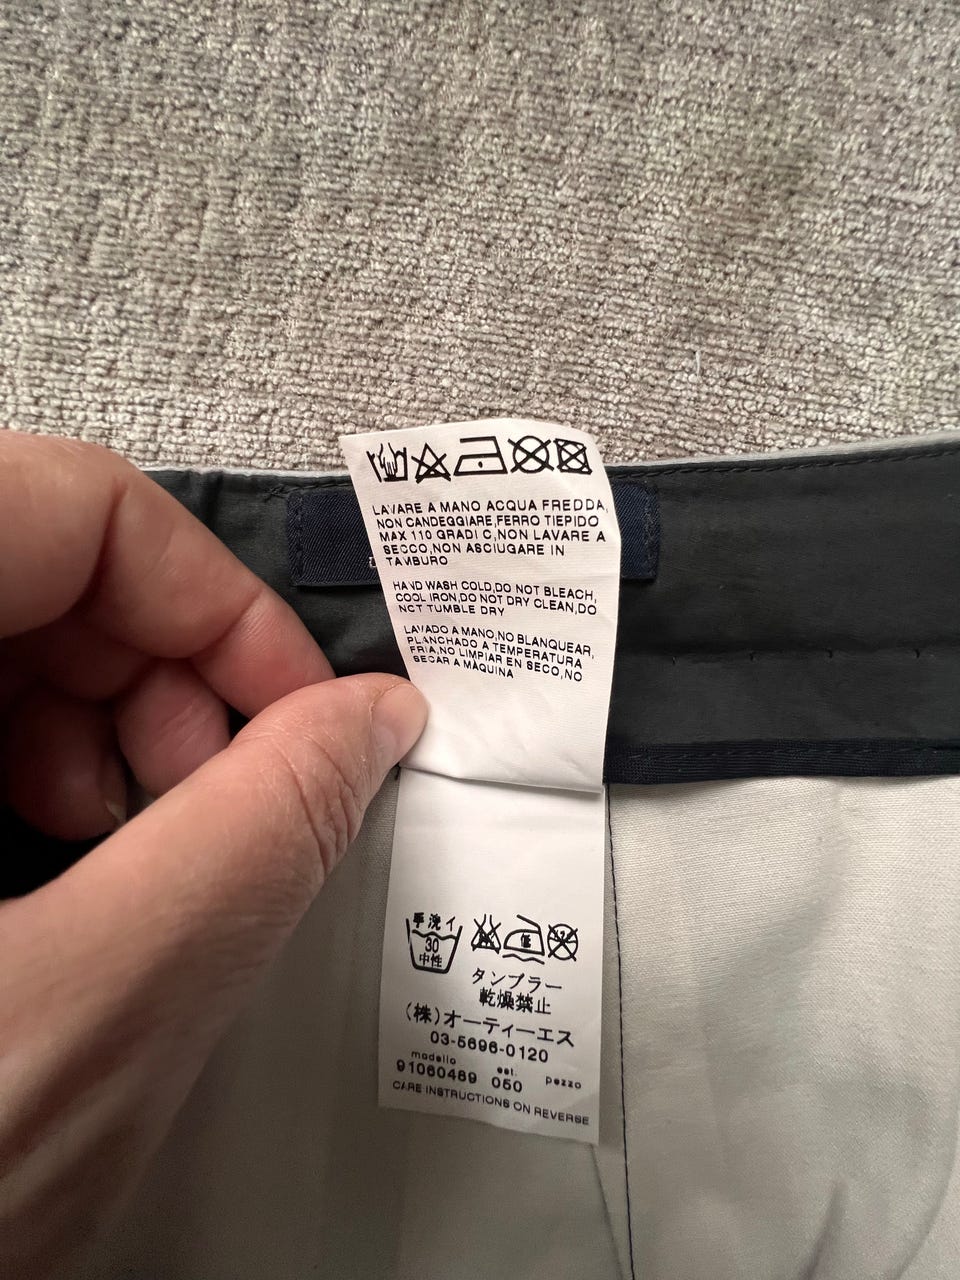 LAVARE A MANO ACQUA FREDDA,
NON CANDEGGIARE,FERRO TIEPIDO
MAX 110 GRADI C,NON LAVARE A
SECCO,NON ASCIUGARE IN
TAMBURO
HAND WASH COLD,DO NOT BLEACH,
COOL IRON,DO NOT DRY CLEAN,DO
NOT TUMBLE DRY
LAVADO A MANO,NO BLANQUEAR,
PLANCHADO A TEMPERATURA
FRIA,NO LIMPIAR EN SECO,NO
SECAR A MAQUINA
手洗イ
30
中性
低
タンブラー
乾燥禁止
(株)オーティーエス
03-5696-0120
modello est. pezzo
91060489 050
CARE INSTRUCTIONS ON REVERSE